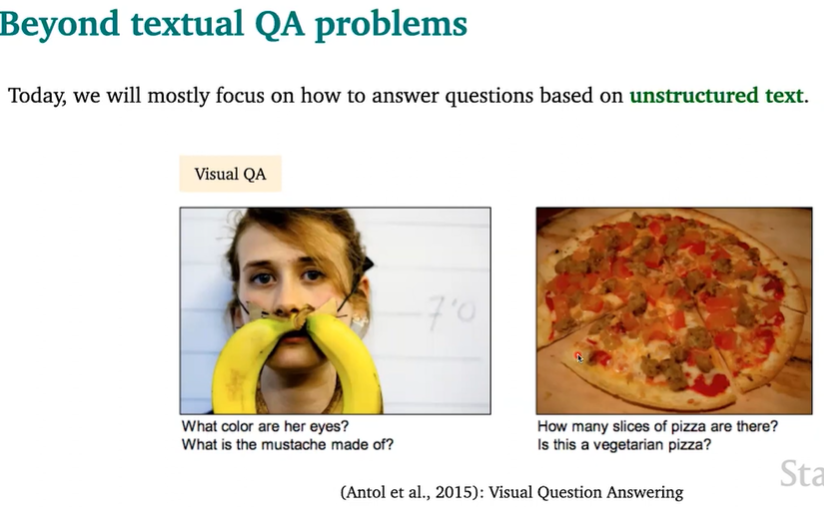 Beyond textual QA problems
Today, we will mostly focus on how to answer questions based on unstructured text.
Visual QA
7'0
What color are her eyes?
What is the mustache made of?
How many slices of pizza are there?
Is this a vegetarian pizza?
(Antol et al., 2015): Visual Question Answering
Sta